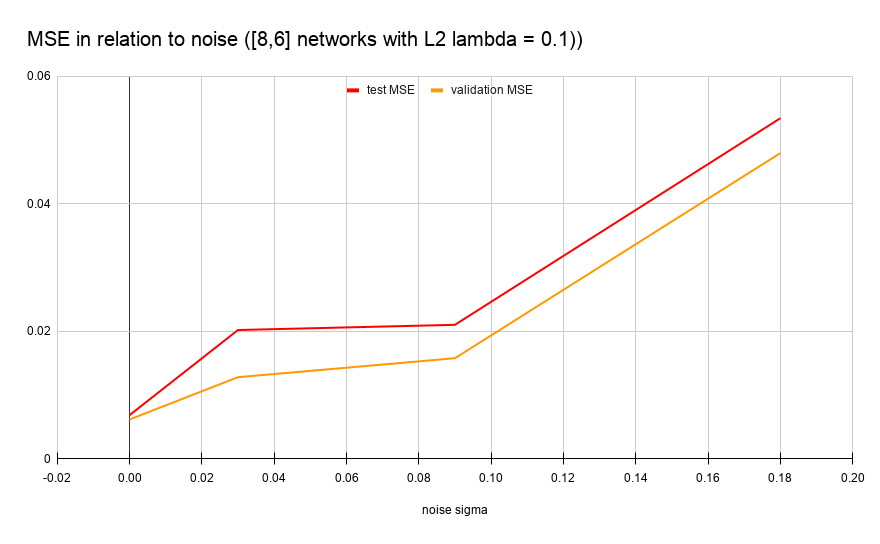 MSE in relation to noise ([8,6] networks with L2 lambda = 0.1))
0.06
test MSE validation MSE
0.04
0.02
0
-0.02 0.00 0.02 0.04 0.06 0.08 0.10 0.12 0.14 0.16 0.18 0.20
noise sigma